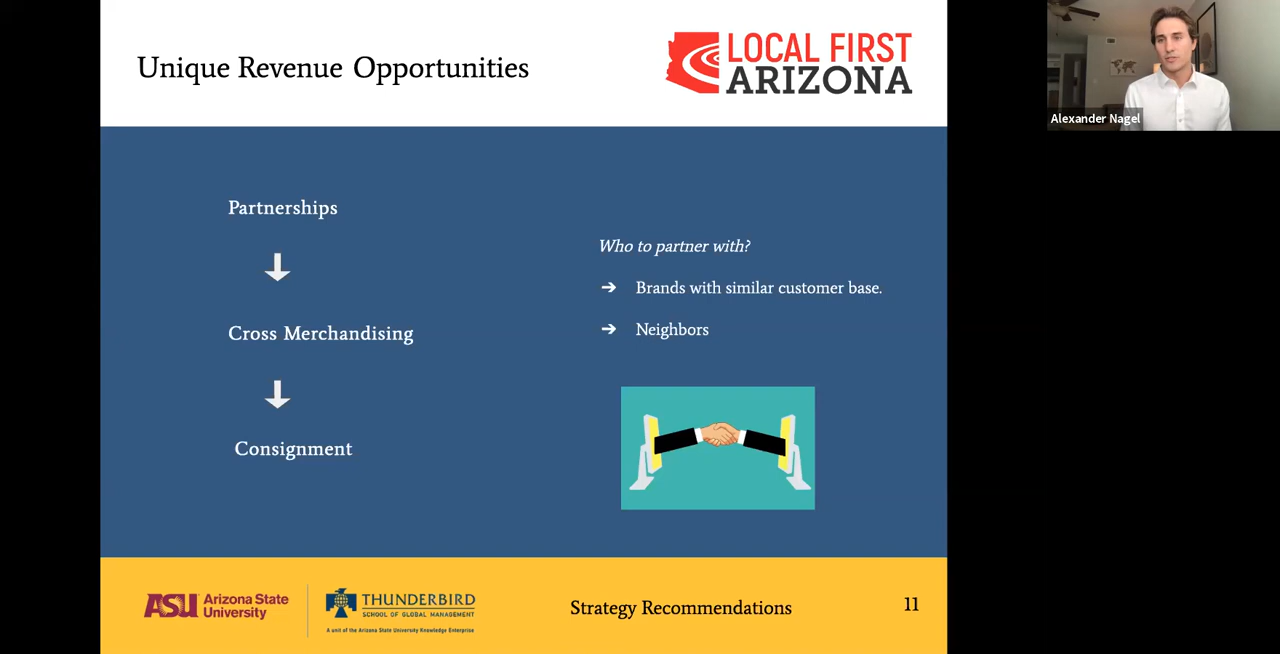 Unique Revenue Opportunities
LOCAL FIRST
ARIZONA
Alexander Nagel
Partnerships
Who to partner with?
➔ Brands with similar customer base.
➔ Neighbors
Cross Merchandising
Consignment
ASU Arizona State
University
THUNDERBIRD
SCHOOL OF GLOBAL MANAGEMENT
A unit of the Arizona State University Knowledge Enterprise
Strategy Recommendations
11